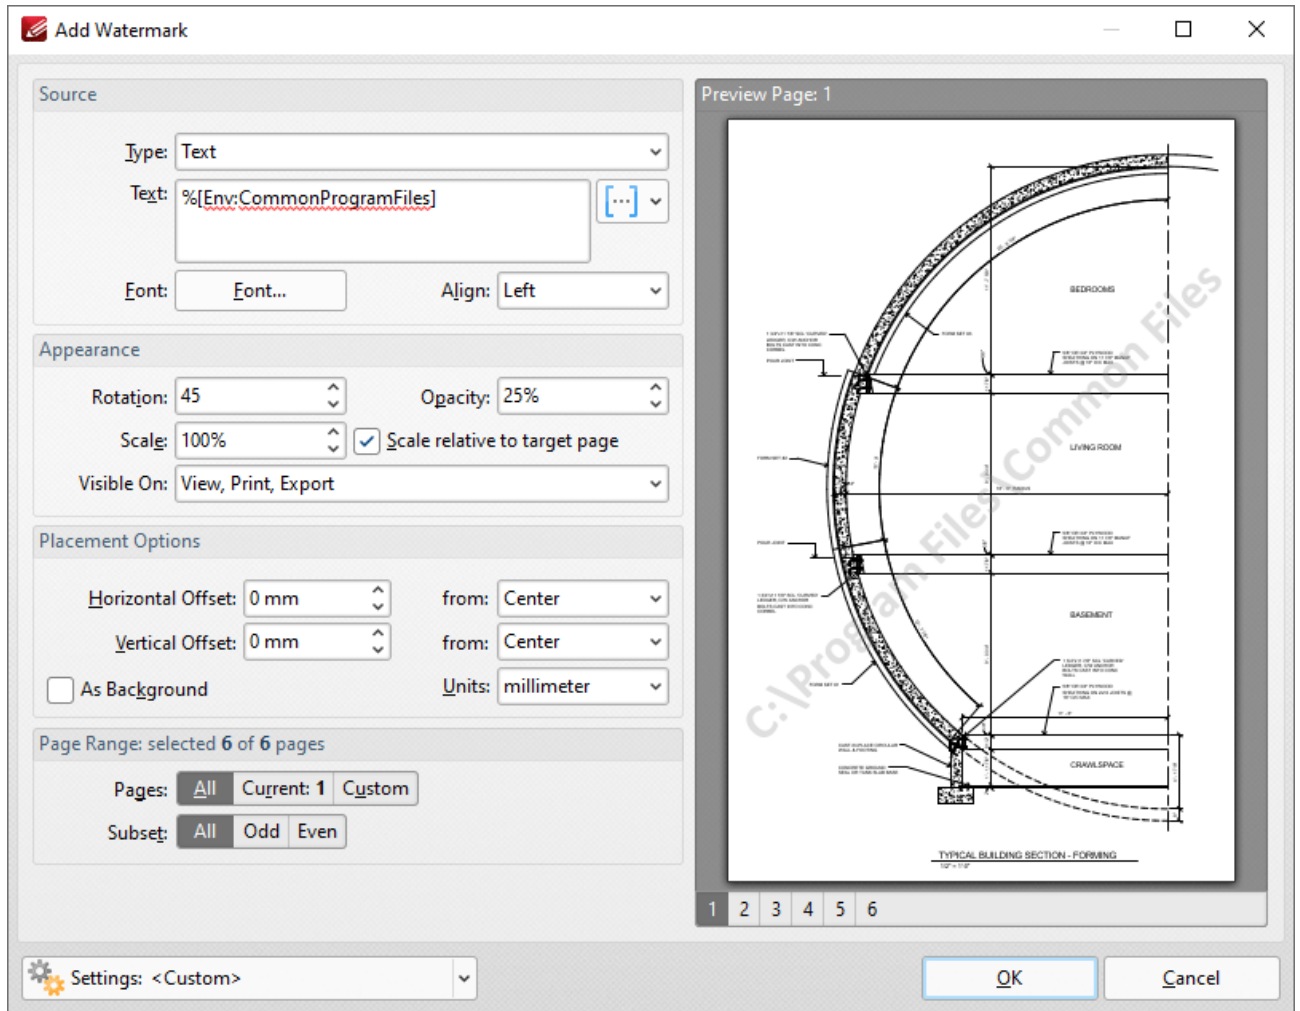 Add Watermark
Source
Type: Text
Text: %[Env:CommonProgramFiles]
Font: Font... Align: Left
Appearance
Rotation: 45 Opacity: 25%
Scale: 100% Scale relative to target page
Visible On: View, Print, Export
Placement Options
Horizontal Offset: 0 mm from: Center
Vertical Offset: 0 mm from: Center
As Background Units: millimeter
Page Range: selected 6 of 6 pages
Pages: All Current: 1 Custom
Subset: All Odd Even
Preview Page: 1
BEDROOMS
LIVING ROOM
BASEMENT
CRAWLSPACE
C:\Program Files\Common Files
TYPICAL BUILDING SECTION - FORMING
1 2 3 4 5 6
Settings: <Custom>
OK Cancel